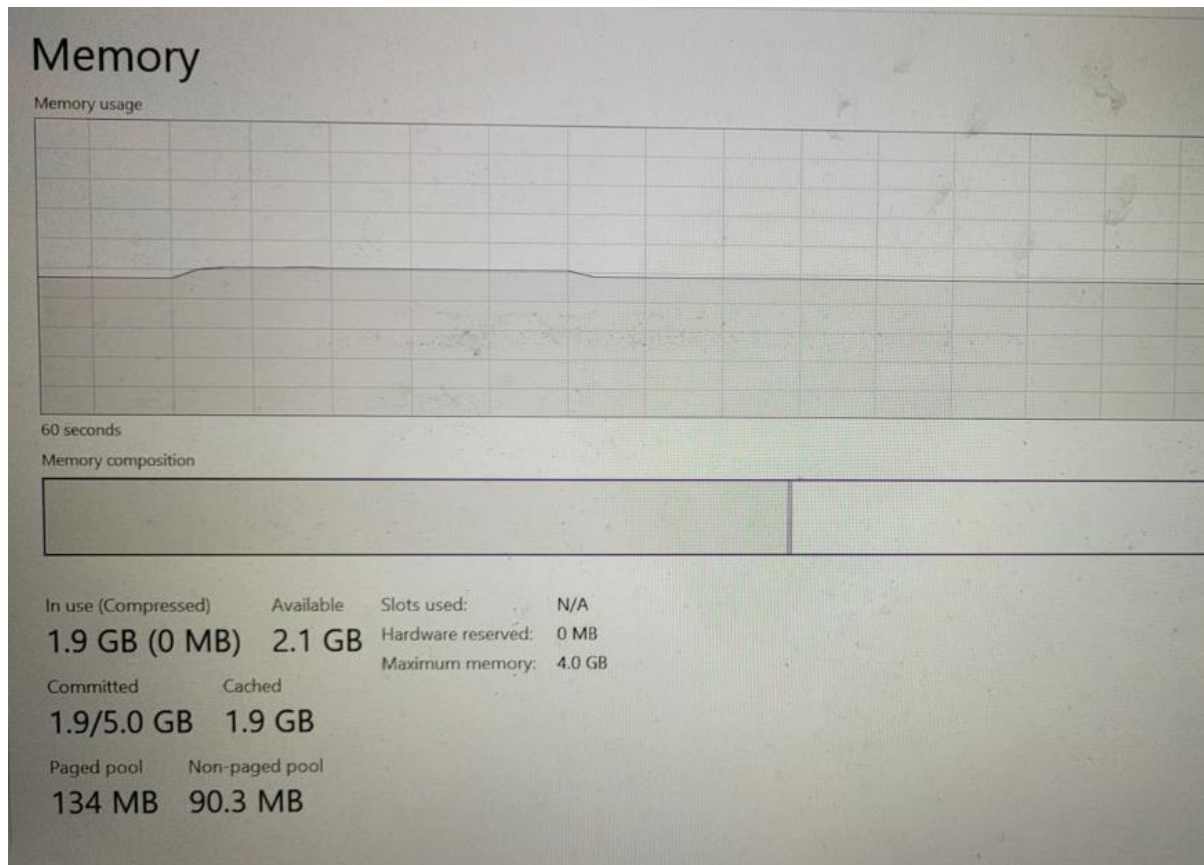 Memory
Memory usage
60 seconds
Memory composition
In use (Compressed) Available Slots used: N/A
1.9 GB (0 MB) 2.1 GB Hardware reserved: 0 MB
Maximum memory: 4.0 GB
Committed Cached
1.9/5.0 GB 1.9 GB
Paged pool Non-paged pool
134 MB 90.3 MB